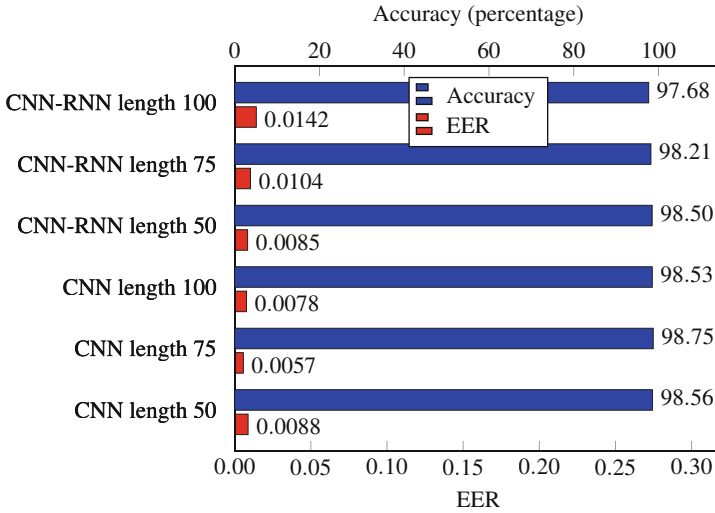 Accuracy (percentage)
0 20 40 60 80 100
CNN-RNN length 100 97.68
0.0142
Accuracy
EER
CNN-RNN length 75 98.21
0.0104
CNN-RNN length 50 98.50
0.0085
CNN length 100 98.53
0.0078
CNN length 75 98.75
0.0057
CNN length 50 98.56
0.0088
0.00 0.05 0.10 0.15 0.20 0.25 0.30
EER